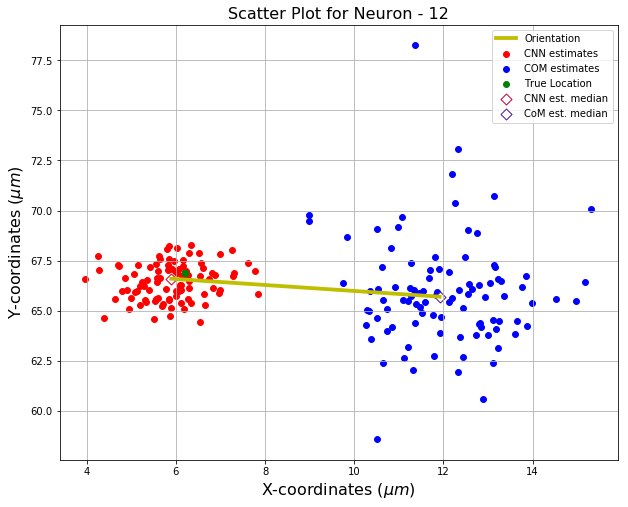 Scatter Plot for Neuron - 12
Orientation
CNN estimates
COM estimates
True Location
CNN est. median
CoM est. median
77.5
75.0
72.5
70.0
67.5
65.0
62.5
60.0
Y-coordinates (μm)
4 6 8 10 12 14
X-coordinates (μm)